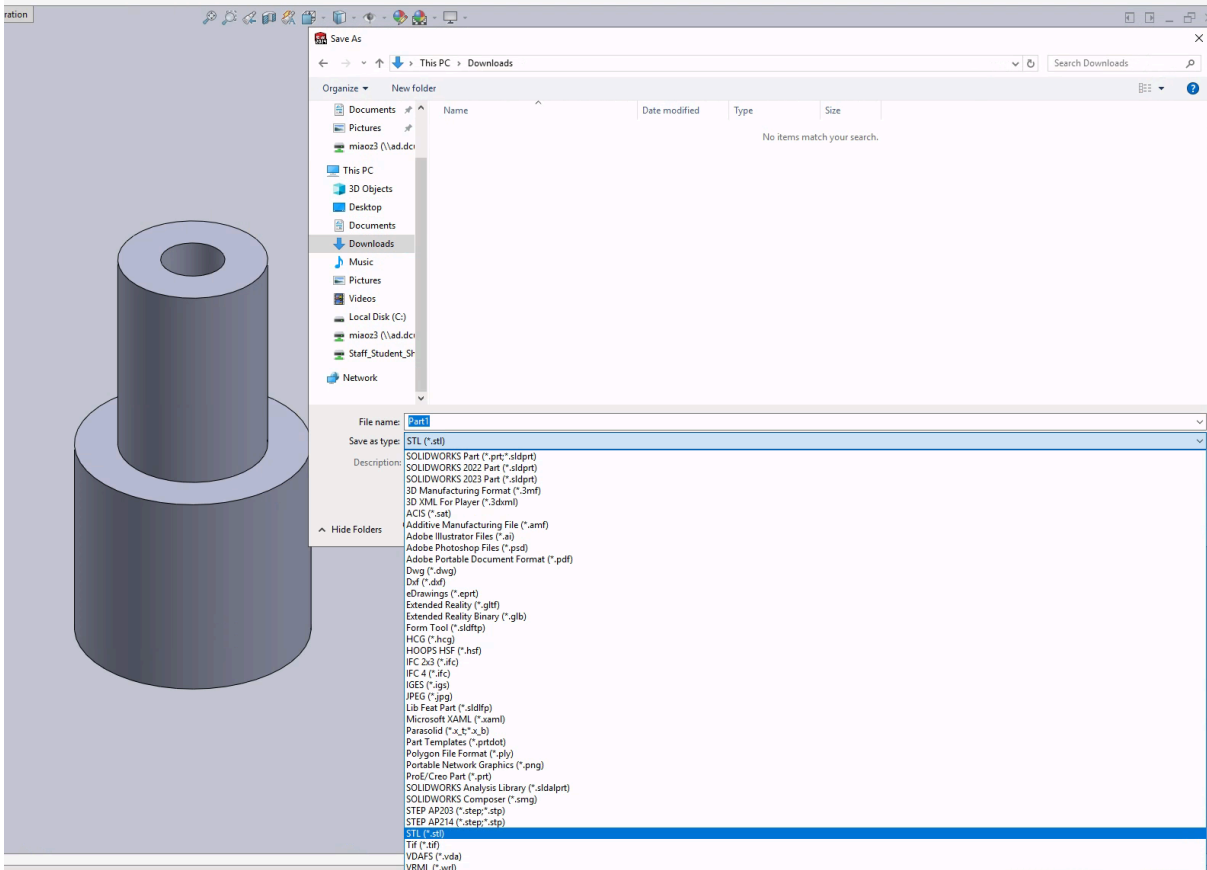 ration
Save As
This PC > Downloads
Search Downloads
Organize
New folder
Documents
Pictures
miaoz3 (\\ad.dcu
This PC
3D Objects
Desktop
Documents
Downloads
Music
Pictures
Videos
Local Disk (C:)
miaoz3 (\\ad.dcu
Staff_Student_Sh
Network
Name
Date modified
Type
Size
No items match your search.
File name: Part1
Save as type: STL (*.stl)
Description:
Hide Folders
SOLIDWORKS Part (*.prt;*.sldprt)
SOLIDWORKS 2022 Part (*.sldprt)
SOLIDWORKS 2023 Part (*.sldprt)
3D Manufacturing Format (*.3mf)
3D XML For Player (*.3dxml)
ACIS (*.sat)
Additive Manufacturing File (*.amf)
Adobe Illustrator Files (*.ai)
Adobe Photoshop Files (*.psd)
Adobe Portable Document Format (*.pdf)
Dwg (*.dwg)
Dxf (*.dxf)
eDrawings (*.eprt)
Extended Reality (*.gltf)
Extended Reality Binary (*.glb)
Form Tool (*.sldftp)
HCG (*.hcg)
HOOPS HSF (*.hsf)
IFC 2x3 (*.ifc)
IFC 4 (*.ifc)
IGES (*.igs)
JPEG (*.jpg)
Lib Feat Part (*.sldlfp)
Microsoft XAML (*.xaml)
Parasolid (*.x_t;*.x_b)
Part Templates (*.prtdot)
Polygon File Format (*.ply)
Portable Network Graphics (*.png)
ProE/Creo Part (*.prt)
SOLIDWORKS Analysis Library (*.sldalprt)
SOLIDWORKS Composer (*.smg)
STEP AP203 (*.step;*.stp)
STEP AP214 (*.step;*.stp)
STL (*.stl)
Tif (*.tif)
VDAFS (*.vda)
VRML (*.wrl)